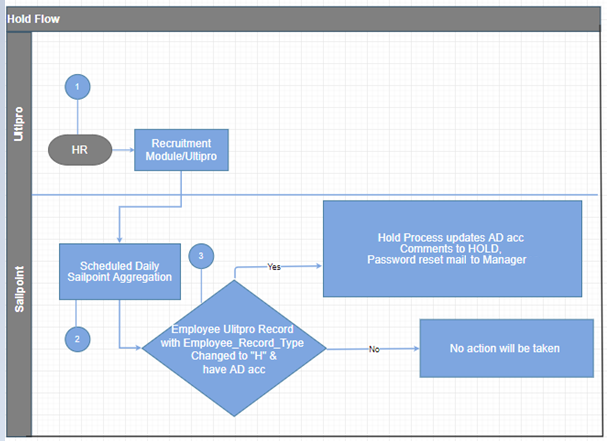 Hold Flow
Ultipro
1
HR
Recruitment
Module/Ultipro
Sailpoint
Scheduled Daily
Sailpoint Aggregation
2
3
Employee Ulitpro Record
with Employee_Record_Type
Changed to "H" &
have AD acc
Yes
Hold Process updates AD acc
Comments to HOLD,
Password reset mail to Manager
No
No action will be taken